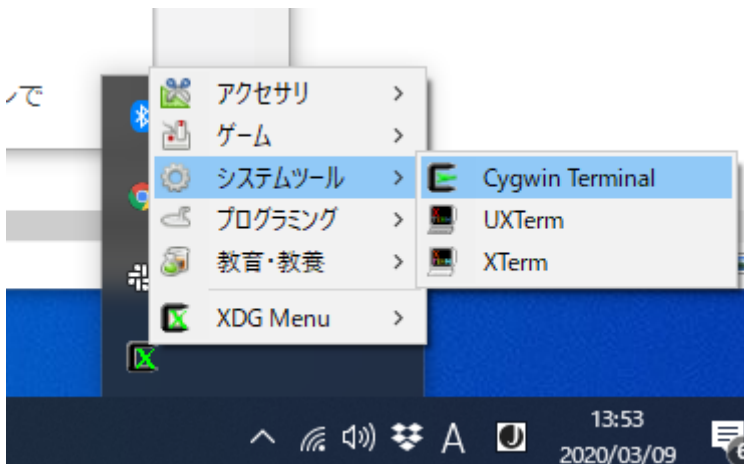 ンで
アクセサリ
ゲーム
システムツール
プログラミング
教育・教養
XDG Menu
Cygwin Terminal
UXTerm
XTerm
A
13:53
2020/03/09
6